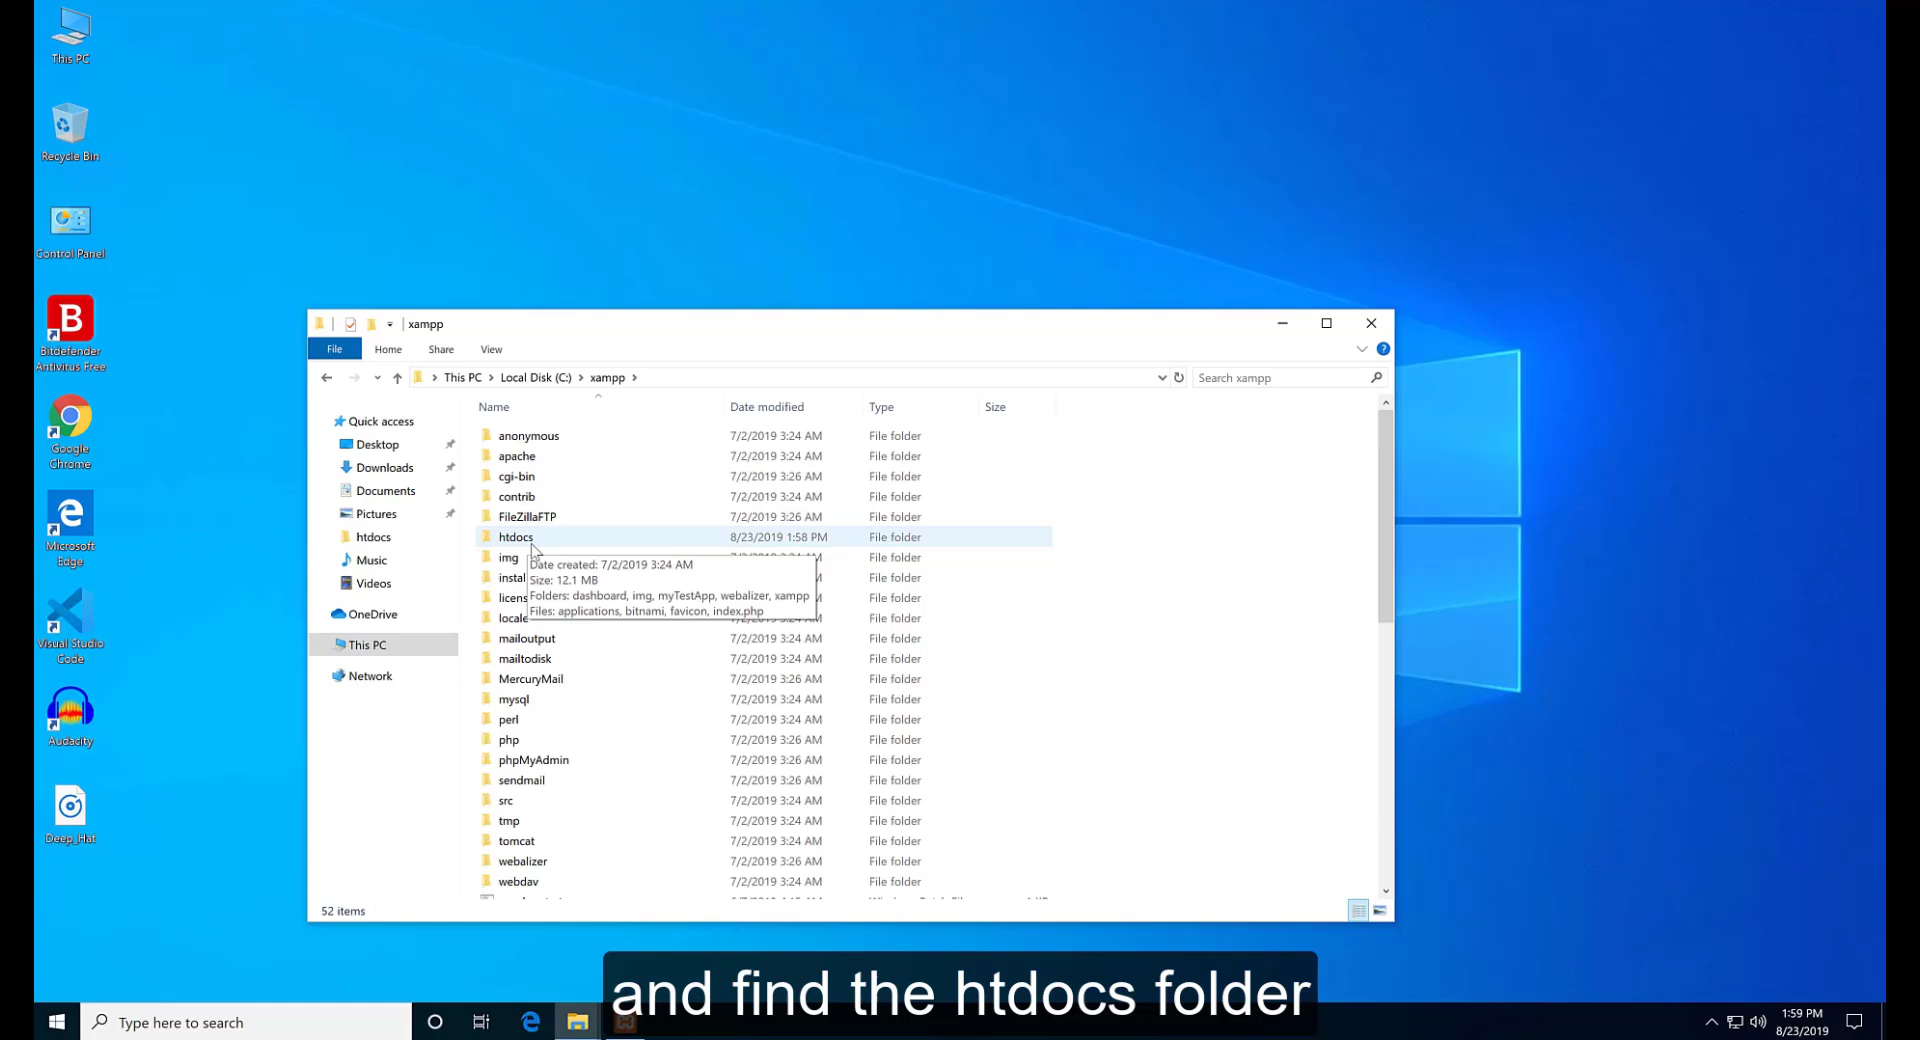 This PC
Recycle Bin
Control Panel
Bitdefender
Antivirus Free
Google
Chrome
Microsoft
Edge
Visual Studio
Code
Audacity
Deep_Hat
xampp
File Home Share View
This PC > Local Disk (C:) > xampp >
Search xampp
Quick access
Desktop
Downloads
Documents
Pictures
htdocs
Music
Videos
OneDrive
This PC
Network
Name Date modified Type Size
anonymous 7/2/2019 3:24 AM File folder
apache 7/2/2019 3:24 AM File folder
cgi-bin 7/2/2019 3:26 AM File folder
contrib 7/2/2019 3:24 AM File folder
FileZillaFTP 7/2/2019 3:26 AM File folder
htdocs 8/23/2019 1:58 PM File folder
img File folder
instal File folder
licens File folder
locale File folder
Date created: 7/2/2019 3:24 AM
Size: 12.1 MB
Folders: dashboard, img, myTestApp, webalizer, xampp
Files: applications, bitnami, favicon, index.php
mailoutput 7/2/2019 3:24 AM File folder
mailtodisk 7/2/2019 3:24 AM File folder
MercuryMail 7/2/2019 3:24 AM File folder
mysql 7/2/2019 3:24 AM File folder
perl 7/2/2019 3:24 AM File folder
php 7/2/2019 3:26 AM File folder
phpMyAdmin 7/2/2019 3:26 AM File folder
sendmail 7/2/2019 3:26 AM File folder
src 7/2/2019 3:24 AM File folder
tmp 7/2/2019 3:24 AM File folder
tomcat 7/2/2019 3:24 AM File folder
webalizer 7/2/2019 3:26 AM File folder
webdav 7/2/2019 3:24 AM File folder
52 items
and find the htdocs folder
Type here to search
1:59 PM
8/23/2019